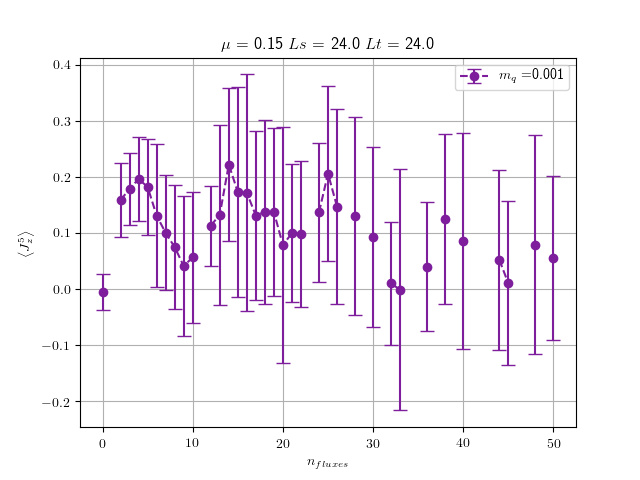 μ = 0.15 Ls = 24.0 Lt = 24.0
m_q =0.001
⟨J_z^5⟩
0.4
0.3
0.2
0.1
0.0
−0.1
−0.2
0 10 20 30 40 50
n_fluxes